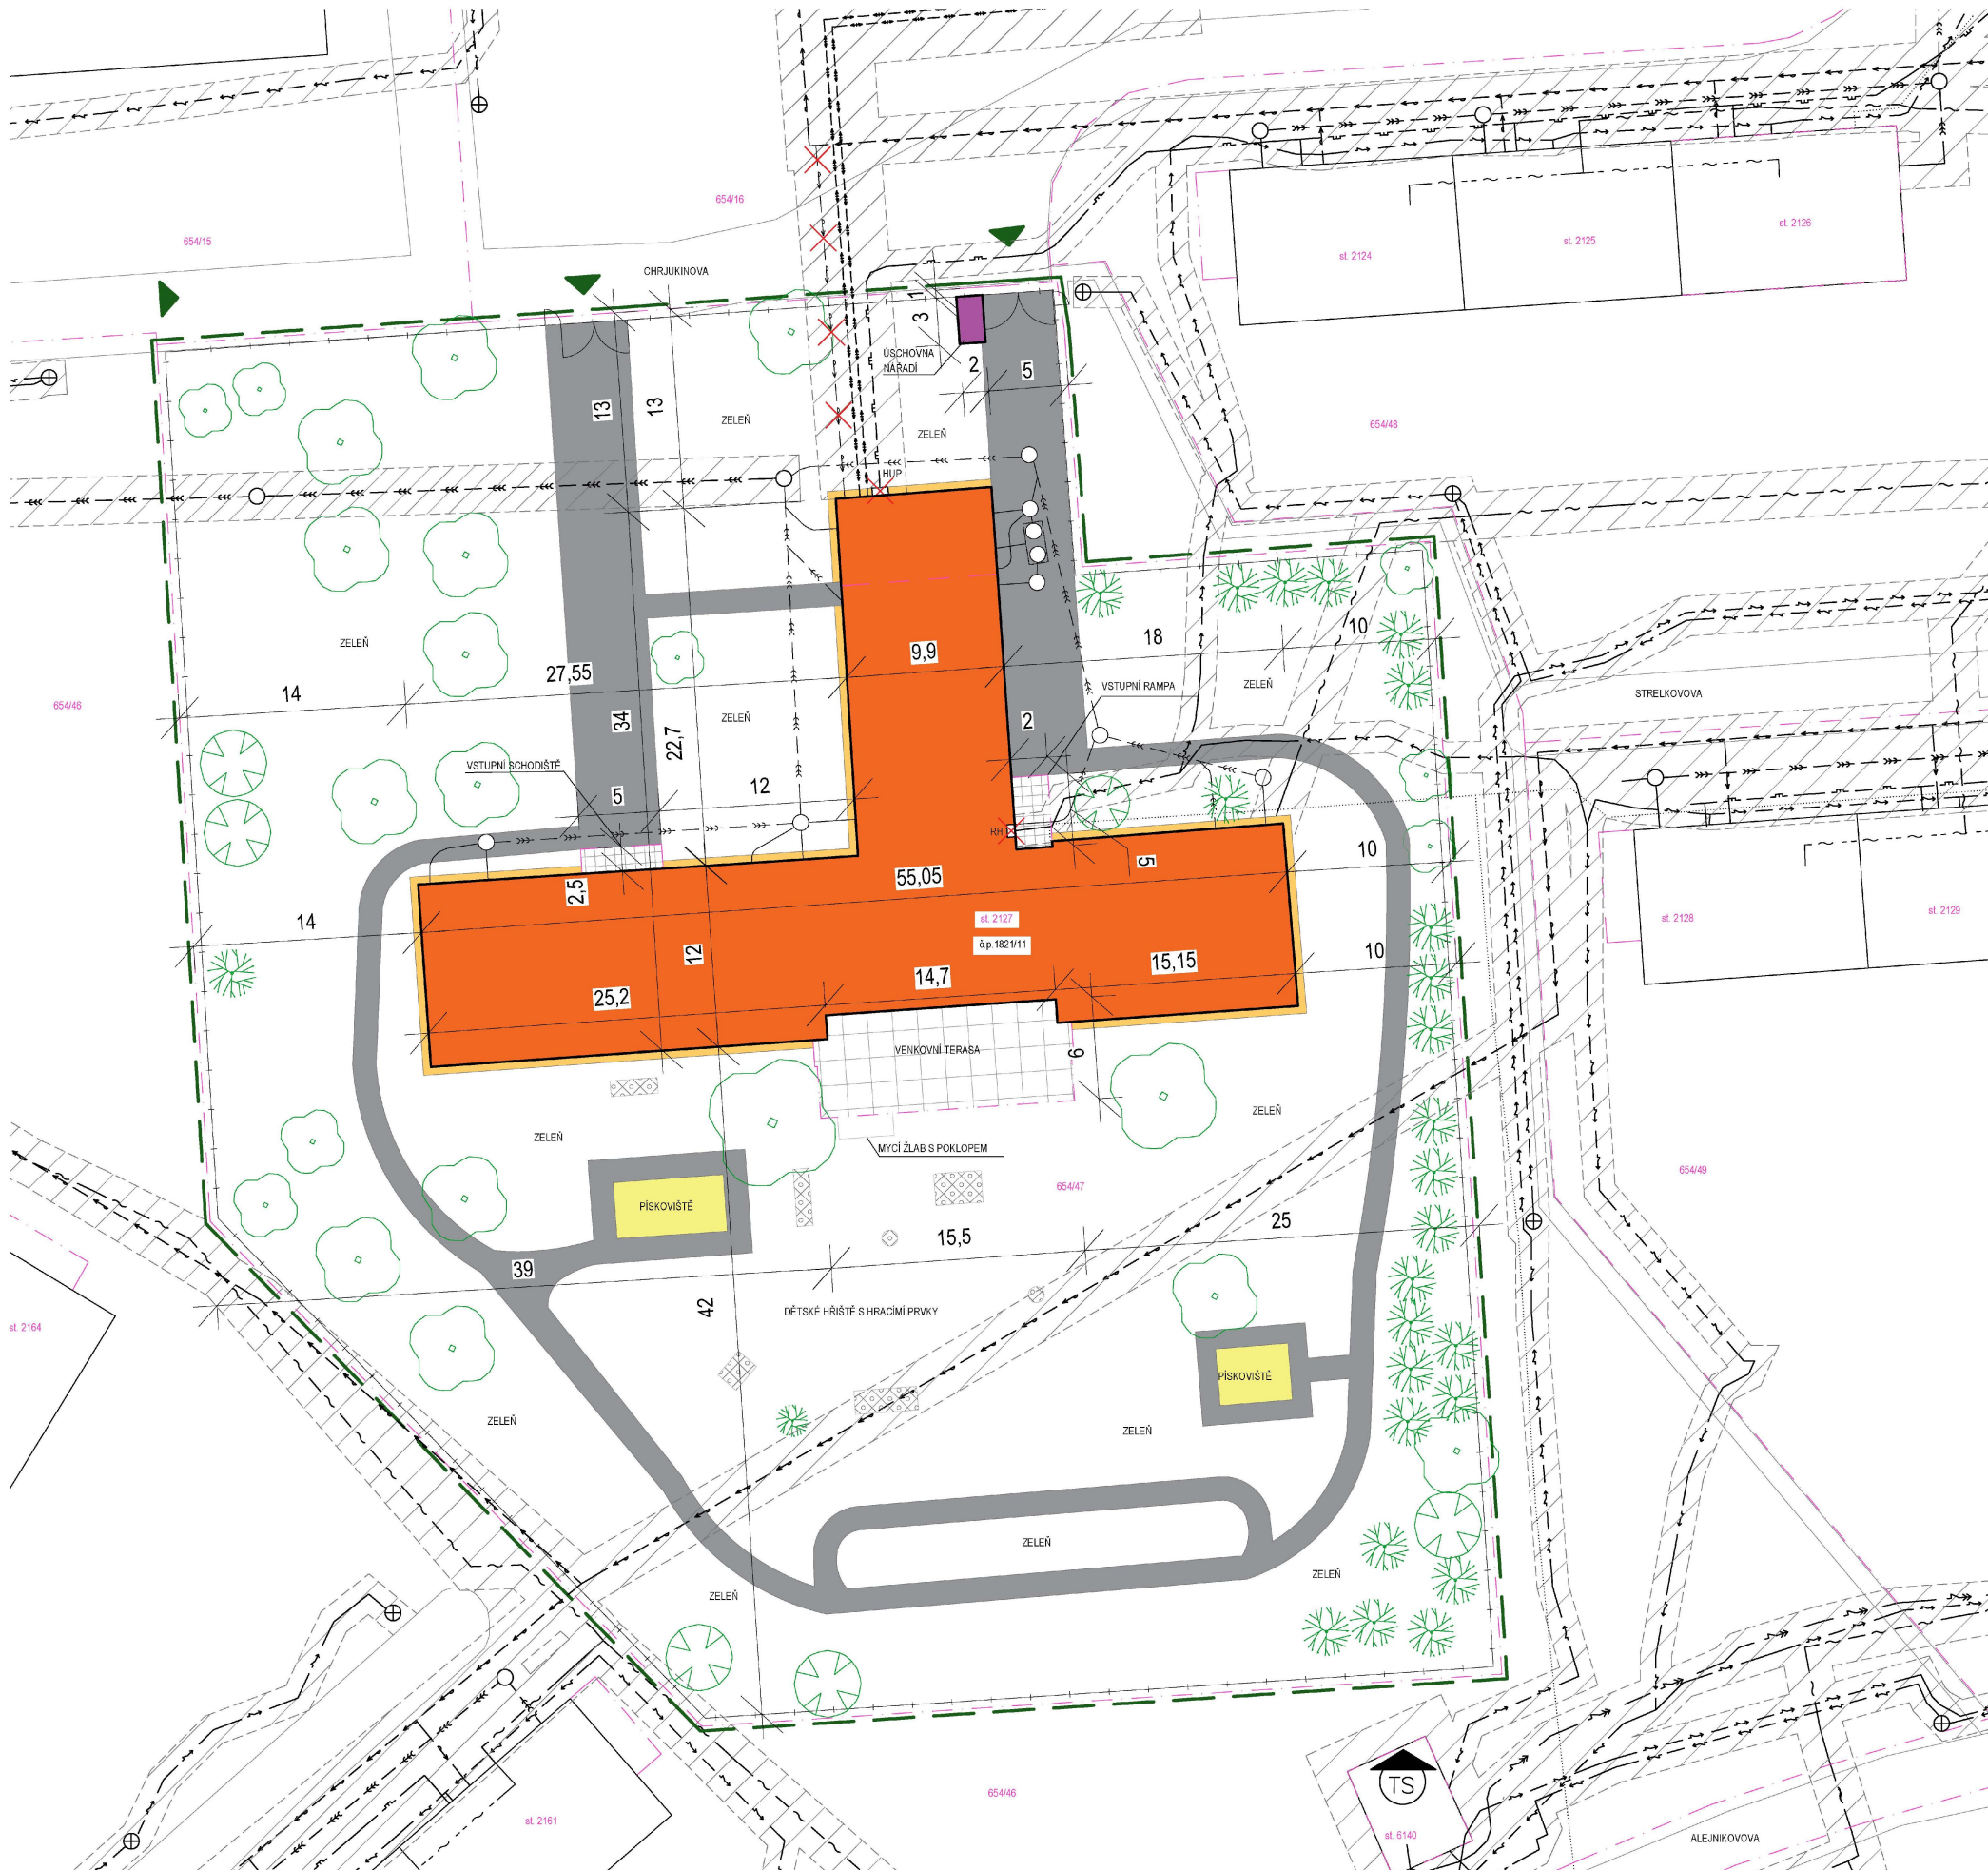 654/16
st. 2126
654/15
st. 2125
st. 2124
CHRJUKINOVA
3
1
ÚSCHOVNA
NÁŘADÍ
2
5
13
13
ZELEŇ
654/48
ZELEŇ
HUP
ZELEŇ
18
10
9,9
27,55
VSTUPNÍ RAMPA
ZELEŇ
14
STRELKOVOVA
654/46
34
ZELEŇ
2
22,7
VSTUPNÍ SCHODIŠTĚ
12
5
RH
10
5
55,05
2,5
st. 2127
st. 2128
st. 2129
14
č.p.1821/11
12
10
14,7
15,15
25,2
VENKOVNÍ TERASA
6
ZELEŇ
ZELEŇ
MYCÍ ŽLAB S POKLOPEM
654/49
654/47
PÍSKOVIŠTĚ
25
15,5
39
42
DĚTSKÉ HŘIŠTĚ S HRACÍMI PRVKY
st. 2164
PÍSKOVIŠTĚ
ZELEŇ
ZELEŇ
ZELEŇ
ZELEŇ
ZELEŇ
TS
654/46
st. 2161
st. 6140
ALEJNIKOVOVA